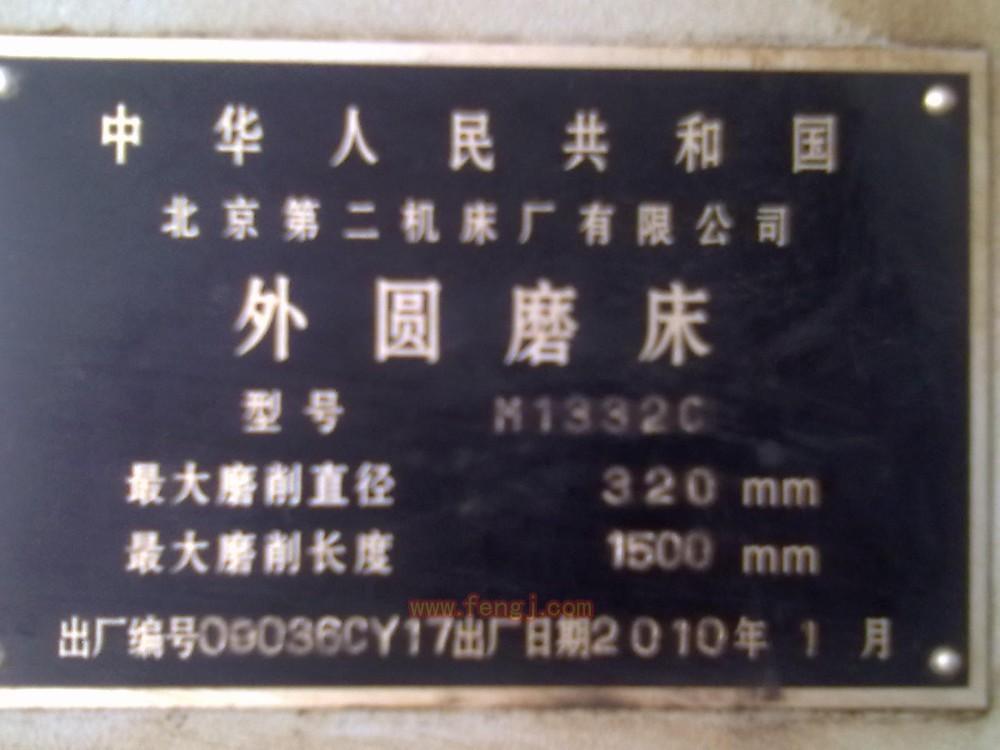 中华人民共和国
北京第二机床厂有限公司
外圆磨床
型号 M1332C
最大磨削直径 320 mm
最大磨削长度 1500 mm
www.fengj.com
出厂编号09036CY17出厂日期2010年1月